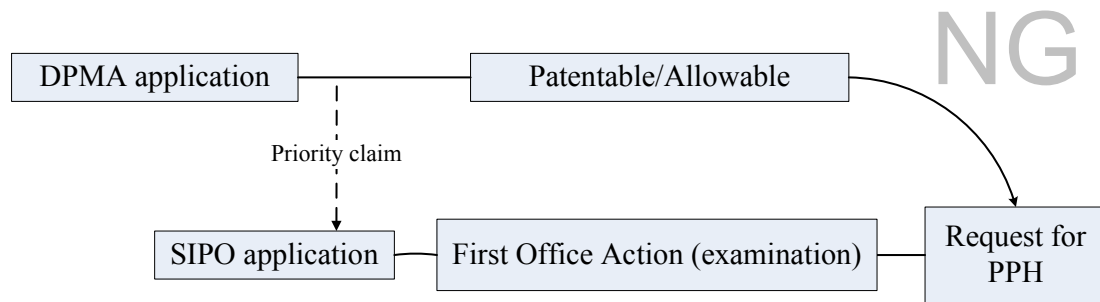 NG
DPMA application
Patentable/Allowable
Priority claim
SIPO application
First Office Action (examination)
Request for
PPH